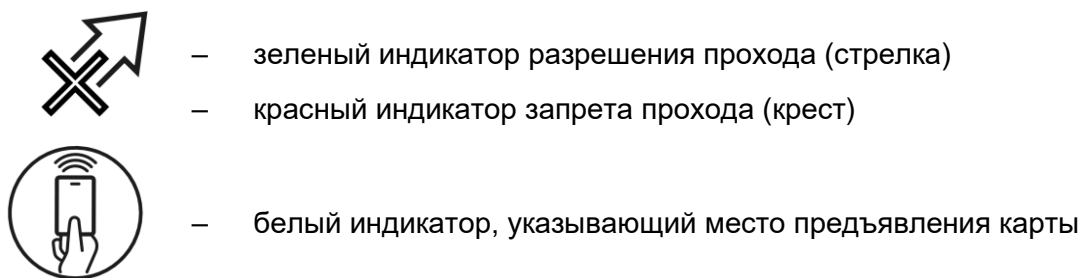 – зеленый индикатор разрешения прохода (стрелка)
– красный индикатор запрета прохода (крест)
– белый индикатор, указывающий место предъявления карты